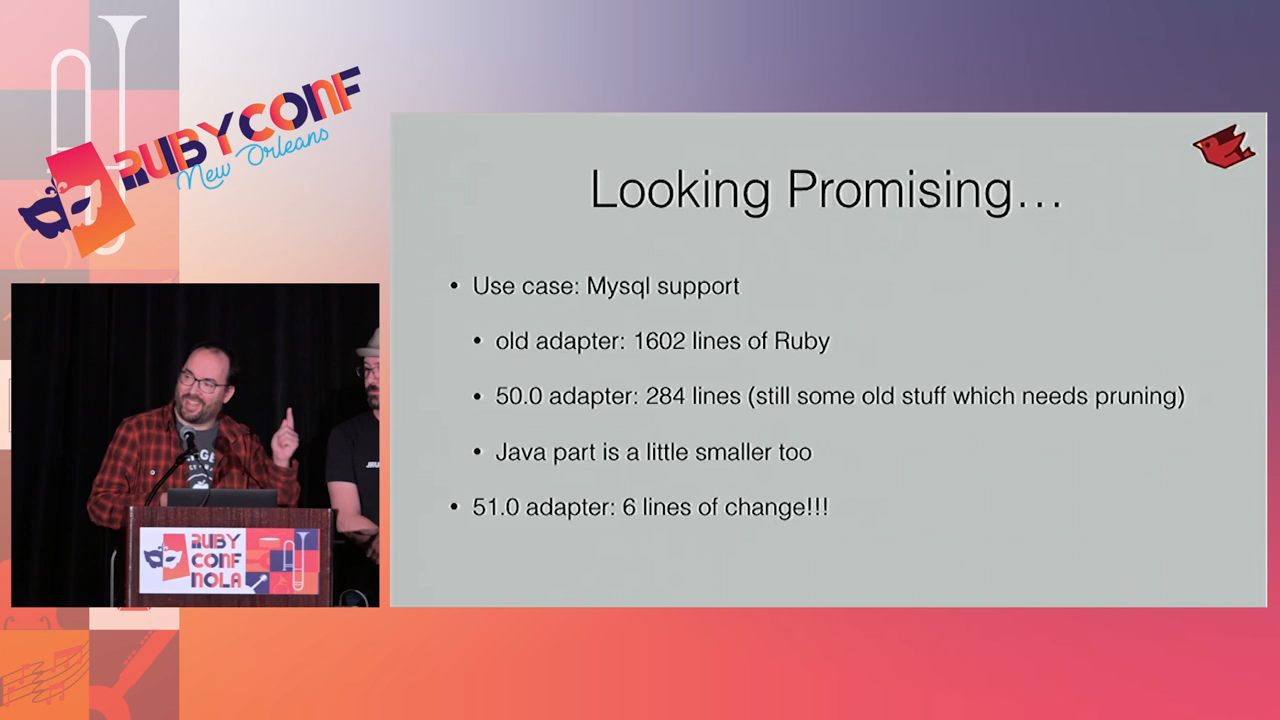 RUBYCONF
New Orleans
Looking Promising...
• Use case: Mysql support
• old adapter: 1602 lines of Ruby
• 50.0 adapter: 284 lines (still some old stuff which needs pruning)
• Java part is a little smaller too
• 51.0 adapter: 6 lines of change!!!
RUBY
CONF
NOLA